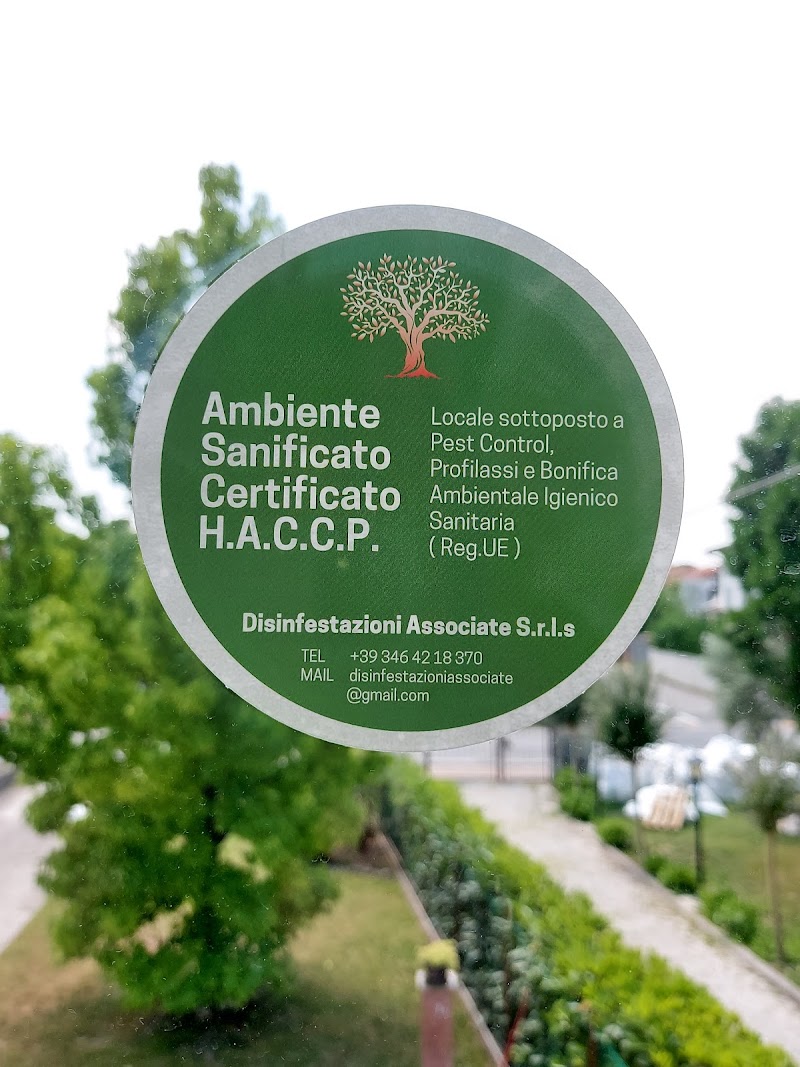 Ambiente
Sanificato
Certificato
H.A.C.C.P.
Locale sottoposto a
Pest Control,
Profilassi e Bonifica
Ambientale Igienico
Sanitaria
( Reg.UE )
Disinfestazioni Associate S.r.l.s
TEL +39 346 42 18 370
MAIL disinfestazioniassociate
@gmail.com